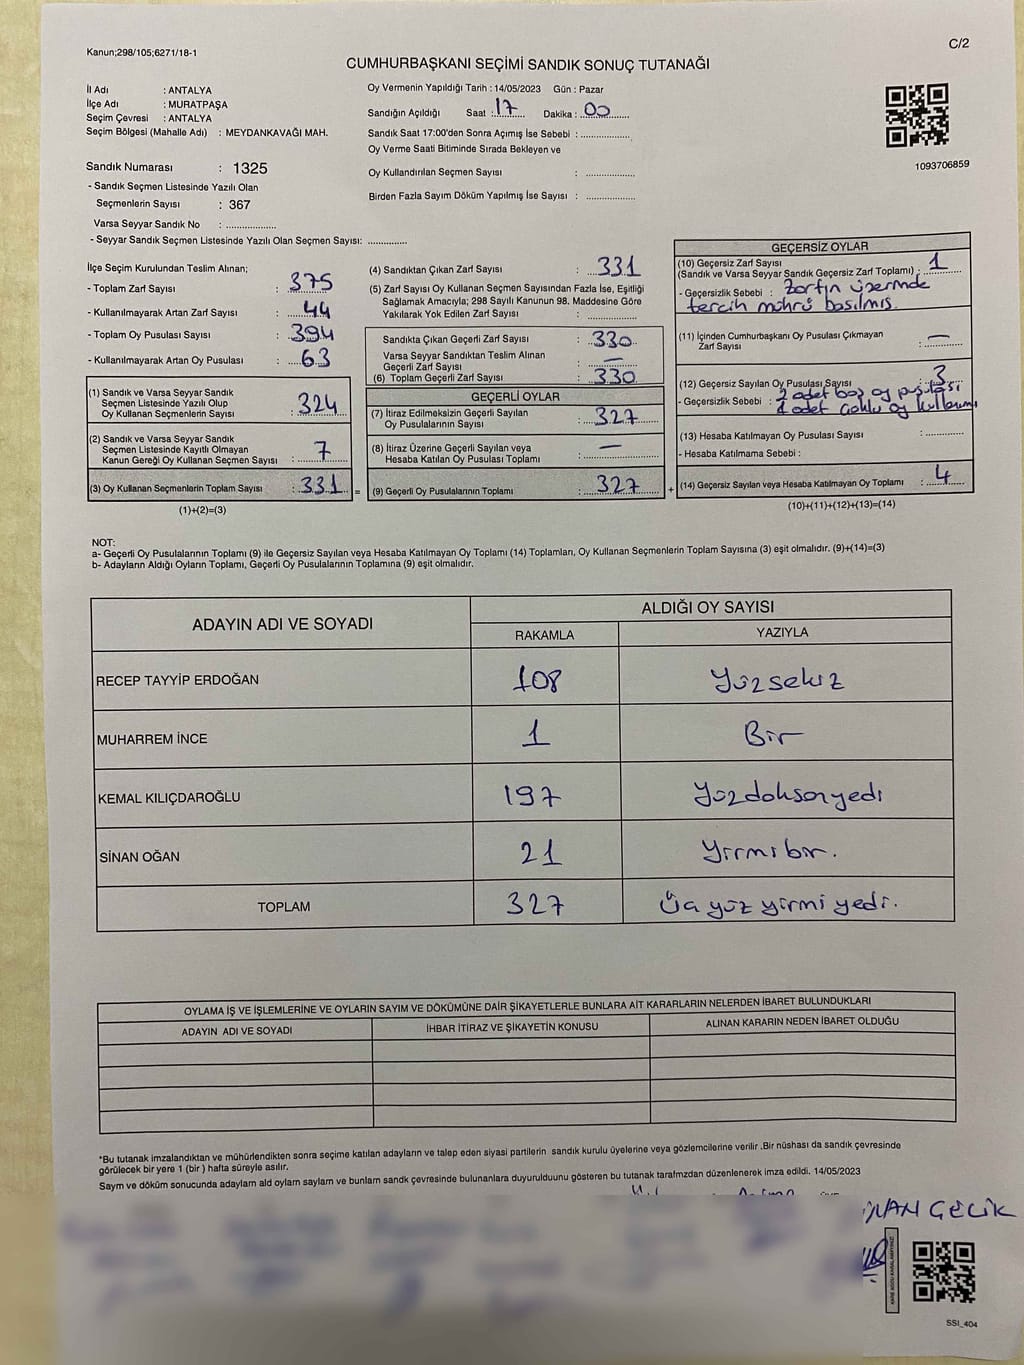 Kanun;298/105;6271/18-1
C/2
CUMHURBAŞKANI SEÇİMİ SANDIK SONUÇ TUTANAĞI
İl Adı : ANTALYA
İlçe Adı : MURATPAŞA
Seçim Çevresi : ANTALYA
Seçim Bölgesi (Mahalle Adı) : MEYDANKAVAĞI MAH.
Sandık Numarası : 1325
- Sandık Seçmen Listesinde Yazılı Olan
Seçmenlerin Sayısı : 367
Varsa Seyyar Sandık No : ..............
- Seyyar Sandık Seçmen Listesinde Yazılı Olan Seçmen Sayısı: ............
Oy Vermenin Yapıldığı Tarih : 14/05/2023 Gün : Pazar
Sandığın Açıldığı Saat : 17 Dakika : 00
Sandık Saat 17:00'den Sonra Açımış İse Sebebi : ..............
Oy Verme Saati Bitiminde Sırada Bekleyen ve
Oy Kullandırılan Seçmen Sayısı : ..............
Birden Fazla Sayım Döküm Yapılmış İse Sayısı : ..............
1093706859
İlçe Seçim Kurulundan Teslim Alınan;
- Toplam Zarf Sayısı : 375
- Kullanılmayarak Artan Zarf Sayısı : 44
- Toplam Oy Pusulası Sayısı : 394
- Kullanılmayarak Artan Oy Pusulası : 63
(1) Sandık ve Varsa Seyyar Sandık
Seçmen Listesinde Yazılı Olup
Oy Kullanan Seçmenlerin Sayısı : 324
(2) Sandık ve Varsa Seyyar Sandık
Seçmen Listesinde Kayıtlı Olmayan
Kanun Gereği Oy Kullanan Seçmen Sayısı : 7
(3) Oy Kullanan Seçmenlerin Toplam Sayısı : 331 =
(1)+(2)=(3)
(4) Sandıktan Çıkan Zarf Sayısı : 331
(5) Zarf Sayısı Oy Kullanan Seçmen Sayısından Fazla İse, Eşitliği
Sağlamak Amacıyla; 298 Sayılı Kanunun 98. Maddesine Göre
Yakılarak Yok Edilen Zarf Sayısı : ..............
Sandıkta Çıkan Geçerli Zarf Sayısı : 330
Varsa Seyyar Sandıktan Teslim Alınan
Geçerli Zarf Sayısı : —
(6) Toplam Geçerli Zarf Sayısı : 330
GEÇERLİ OYLAR
(7) İtiraz Edilmeksizin Geçerli Sayılan
Oy Pusulalarının Sayısı : 327
(8) İtiraz Üzerine Geçerli Sayılan veya
Hesaba Katılan Oy Pusulası Toplamı : —
(9) Geçerli Oy Pusulalarının Toplamı : 327 +
GEÇERSİZ OYLAR
(10) Geçersiz Zarf Sayısı
(Sandık ve Varsa Seyyar Sandık Geçersiz Zarf Toplamı) : 1
- Geçersizlik Sebebi : Zarfın üzerinde
tercih mührü basılmış.
(11) İçinden Cumhurbaşkanı Oy Pusulası Çıkmayan
Zarf Sayısı : —
(12) Geçersiz Sayılan Oy Pusulası Sayısı : 3
- Geçersizlik Sebebi : 2 adet boş oy pusulası
1 adet çoklu oy kullanımı
(13) Hesaba Katılmayan Oy Pusulası Sayısı : ............
- Hesaba Katılmama Sebebi :
(14) Geçersiz Sayılan veya Hesaba Katılmayan Oy Toplamı : 4
(10)+(11)+(12)+(13)=(14)
NOT:
a- Geçerli Oy Pusulalarının Toplamı (9) ile Geçersiz Sayılan veya Hesaba Katılmayan Oy Toplamı (14) Toplamları, Oy Kullanan Seçmenlerin Toplam Sayısına (3) eşit olmalıdır. (9)+(14)=(3)
b- Adayların Aldığı Oyların Toplamı, Geçerli Oy Pusulalarının Toplamına (9) eşit olmalıdır.
ADAYIN ADI VE SOYADI ALDIĞI OY SAYISI
RAKAMLA YAZIYLA
RECEP TAYYİP ERDOĞAN 108 Yüzsekiz
MUHARREM İNCE 1 Bir
KEMAL KILIÇDAROĞLU 197 Yüzdoksanyedi
SİNAN OĞAN 21 Yirmibir.
TOPLAM 327 Üç yüz yirmi yedi.
OYLAMA İŞ VE İŞLEMLERİNE VE OYLARIN SAYIM VE DÖKÜMÜNE DAİR ŞİKAYETLERLE BUNLARA AİT KARARLARIN NELERDEN İBARET BULUNDUKLARI
ADAYIN ADI VE SOYADI İHBAR İTİRAZ VE ŞİKAYETİN KONUSU ALINAN KARARIN NEDEN İBARET OLDUĞU
*Bu tutanak imzalandıktan ve mühürlendikten sonra seçime katılan adayların ve talep eden siyasi partilerin sandık kurulu üyelerine veya gözlemcilerine verilir .Bir nüshası da sandık çevresinde
görülecek bir yere 1 (bir ) hafta süreyle asılır.
Sayım ve döküm sonucunda adaylam ald oylam saylam ve bunlam sandk çevresinde bulunanlara duyurulduunu gösteren bu tutanak tarafmzdan düzenlenerek imza edildi. 14/05/2023
GELİK
SSI_404